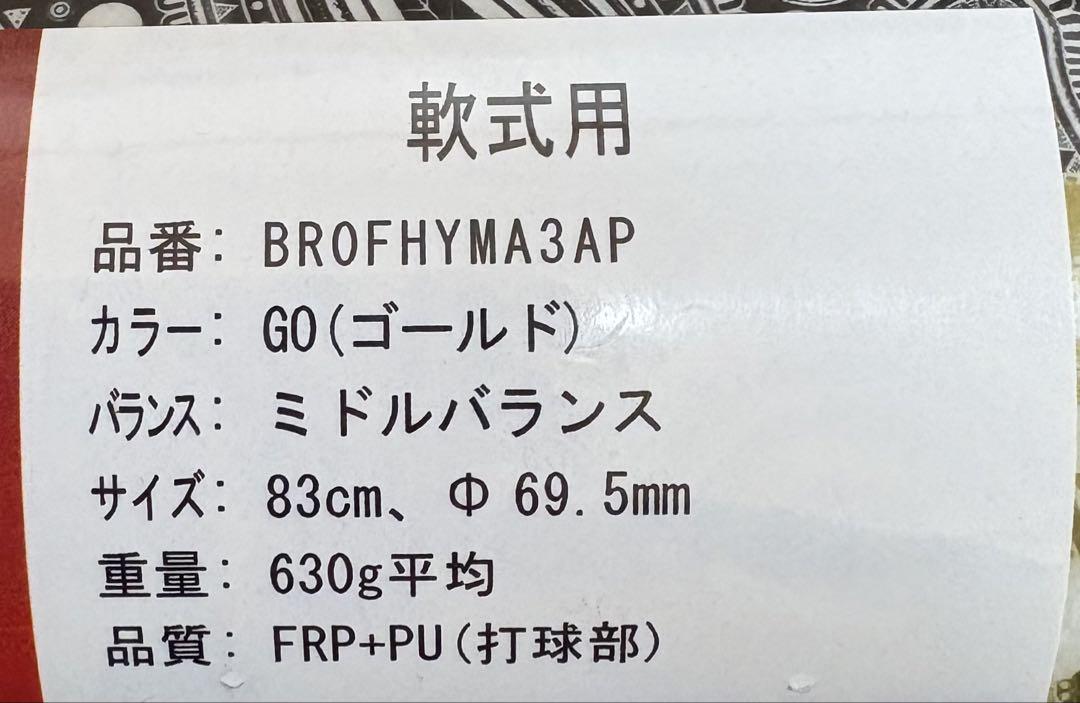 軟式用
品番: BR0FHYMA3AP
カラー: GO(ゴールド)
バランス: ミドルバランス
サイズ: 83cm、Φ 69.5mm
重量: 630g平均
品質: FRP+PU(打球部)